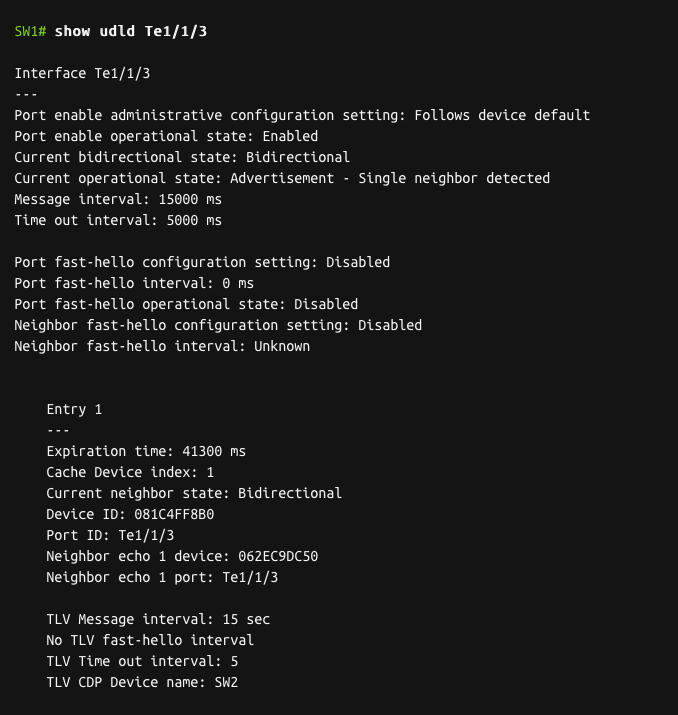 SW1# show udld Te1/1/3
Interface Te1/1/3
---
Port enable administrative configuration setting: Follows device default
Port enable operational state: Enabled
Current bidirectional state: Bidirectional
Current operational state: Advertisement - Single neighbor detected
Message interval: 15000 ms
Time out interval: 5000 ms
Port fast-hello configuration setting: Disabled
Port fast-hello interval: 0 ms
Port fast-hello operational state: Disabled
Neighbor fast-hello configuration setting: Disabled
Neighbor fast-hello interval: Unknown
Entry 1
---
Expiration time: 41300 ms
Cache Device index: 1
Current neighbor state: Bidirectional
Device ID: 081C4FF8B0
Port ID: Te1/1/3
Neighbor echo 1 device: 062EC9DC50
Neighbor echo 1 port: Te1/1/3
TLV Message interval: 15 sec
No TLV fast-hello interval
TLV Time out interval: 5
TLV CDP Device name: SW2